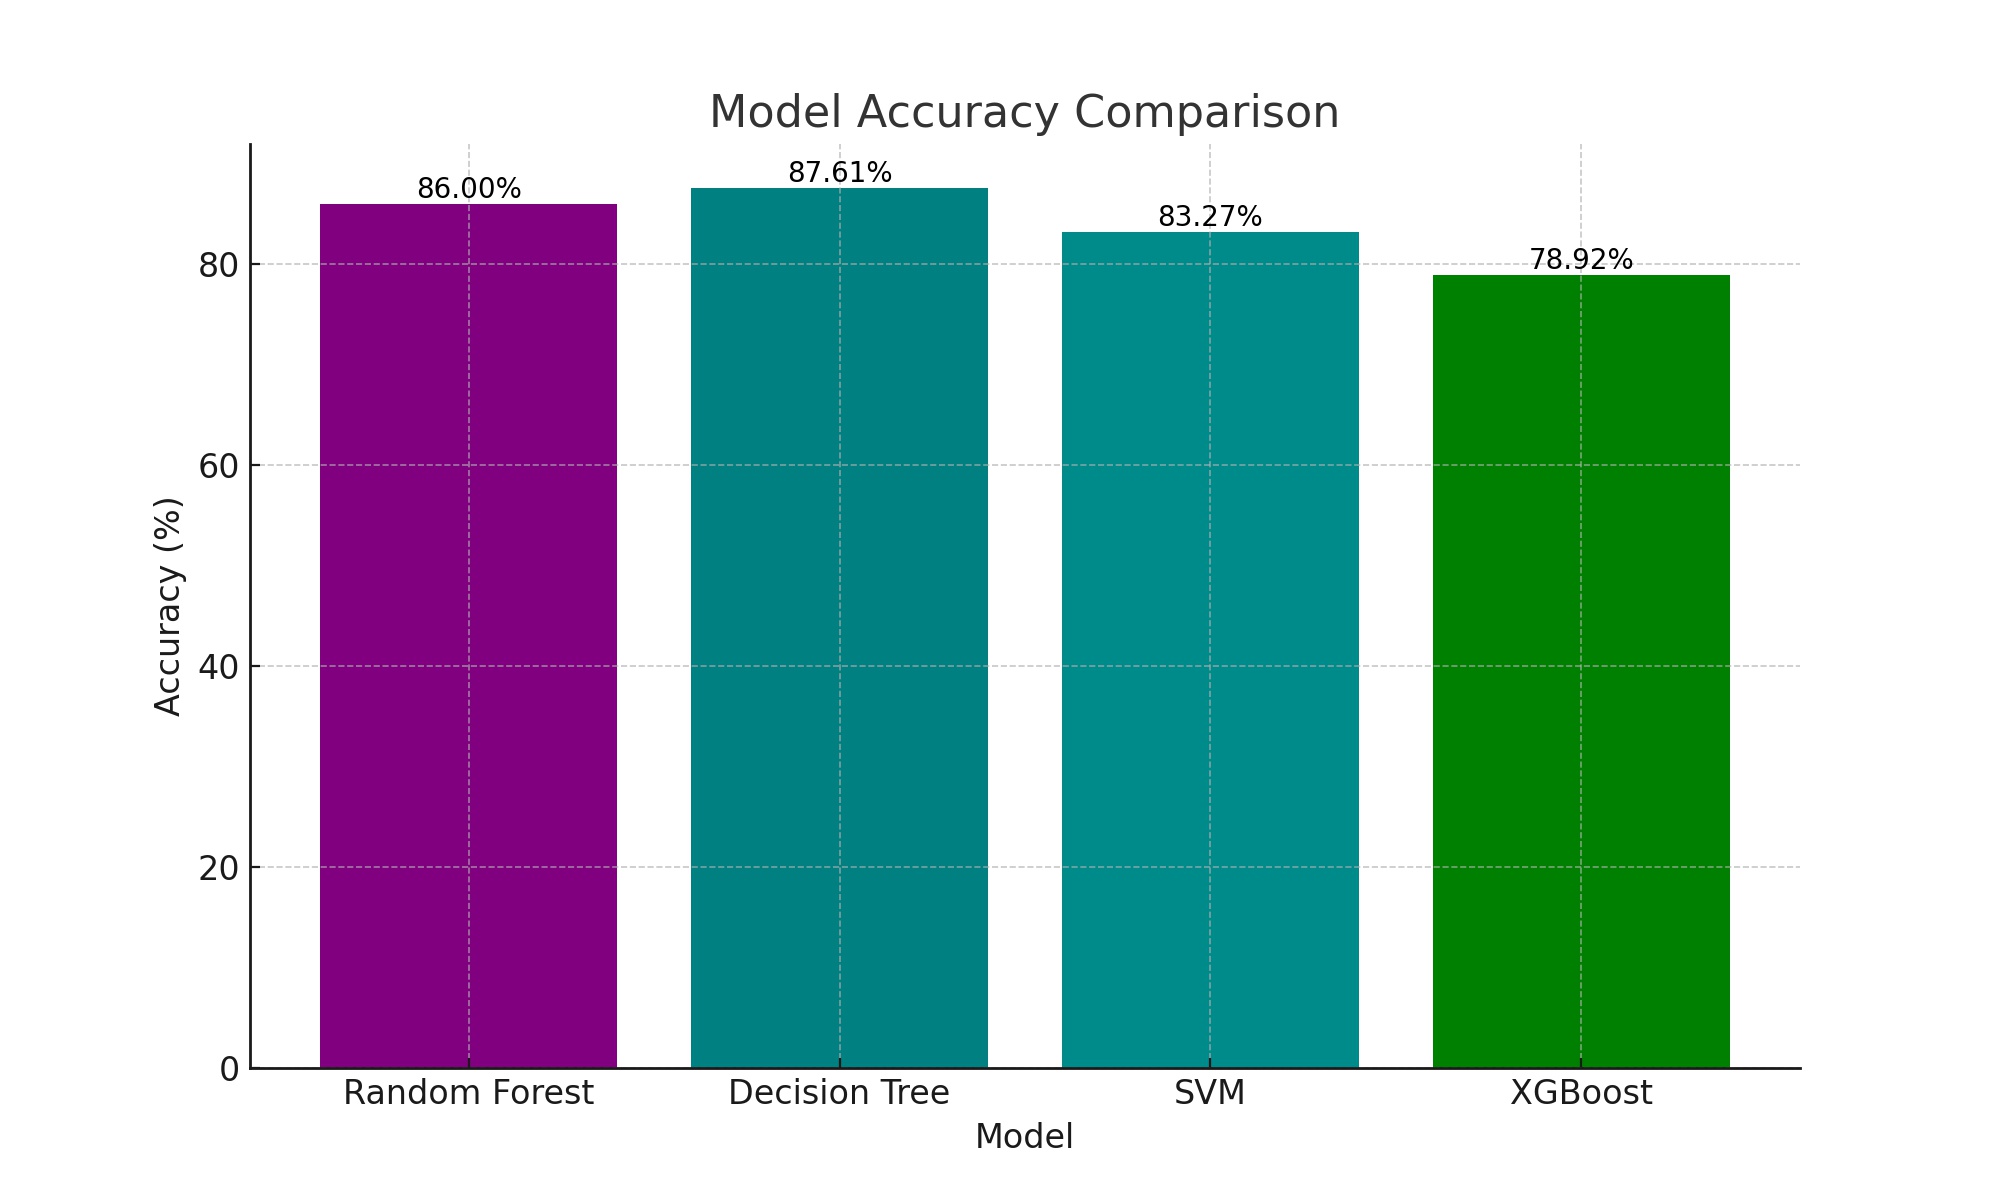 Model Accuracy Comparison
86.00%
87.61%
83.27%
78.92%
80
60
40
20
0
Accuracy (%)
Random Forest
Decision Tree
SVM
XGBoost
Model